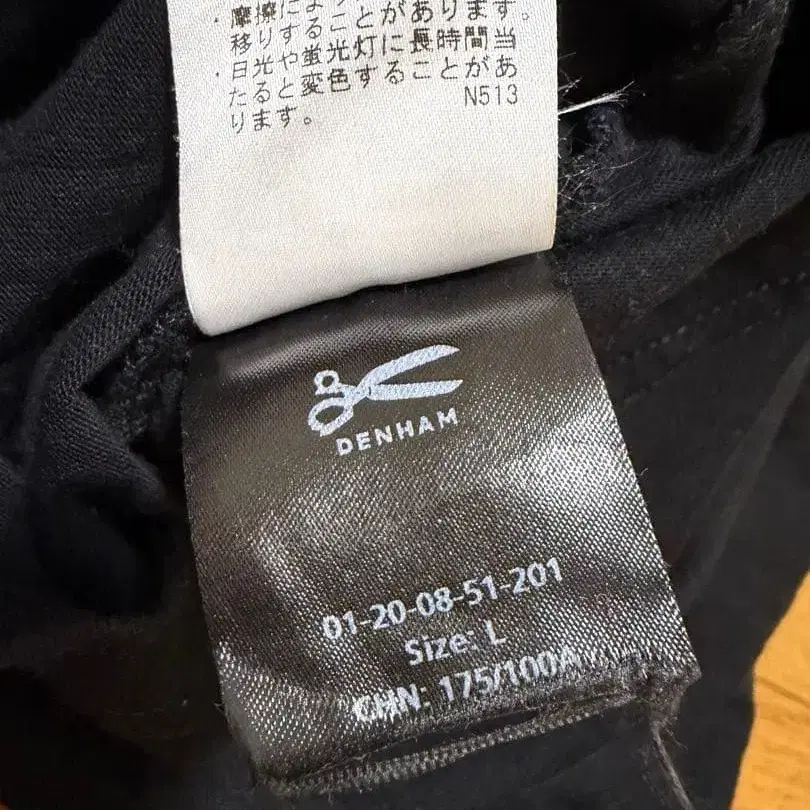 ・摩擦によ
移りすることがあります。
・日光や蛍光灯に長時間当
たると変色することがあ
ります。
N513
DENHAM
01-20-08-51-201
Size: L
CHN: 175/100A